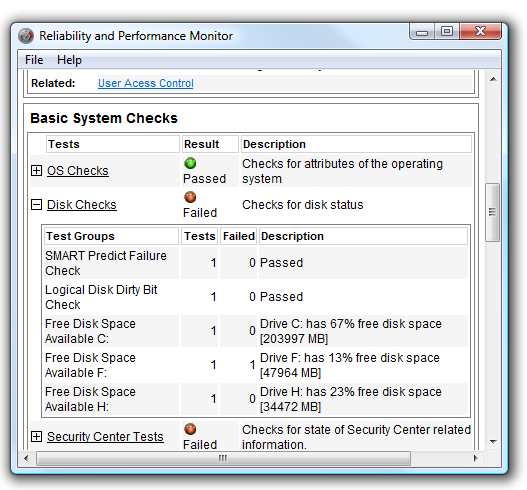 Reliability and Performance Monitor
File Help
Related: User Acess Control
Basic System Checks
Tests Result Description
OS Checks Passed Checks for attributes of the operating
system
Disk Checks Failed Checks for disk status
Test Groups Tests Failed Description
SMART Predict Failure
Check 1 0 Passed
Logical Disk Dirty Bit
Check 1 0 Passed
Free Disk Space
Available C: 1 0 Drive C: has 67% free disk space
[203997 MB]
Free Disk Space
Available F: 1 1 Drive F: has 13% free disk space
[47964 MB]
Free Disk Space
Available H: 1 0 Drive H: has 23% free disk space
[34472 MB]
Security Center Tests Failed Checks for state of Security Center related
information.